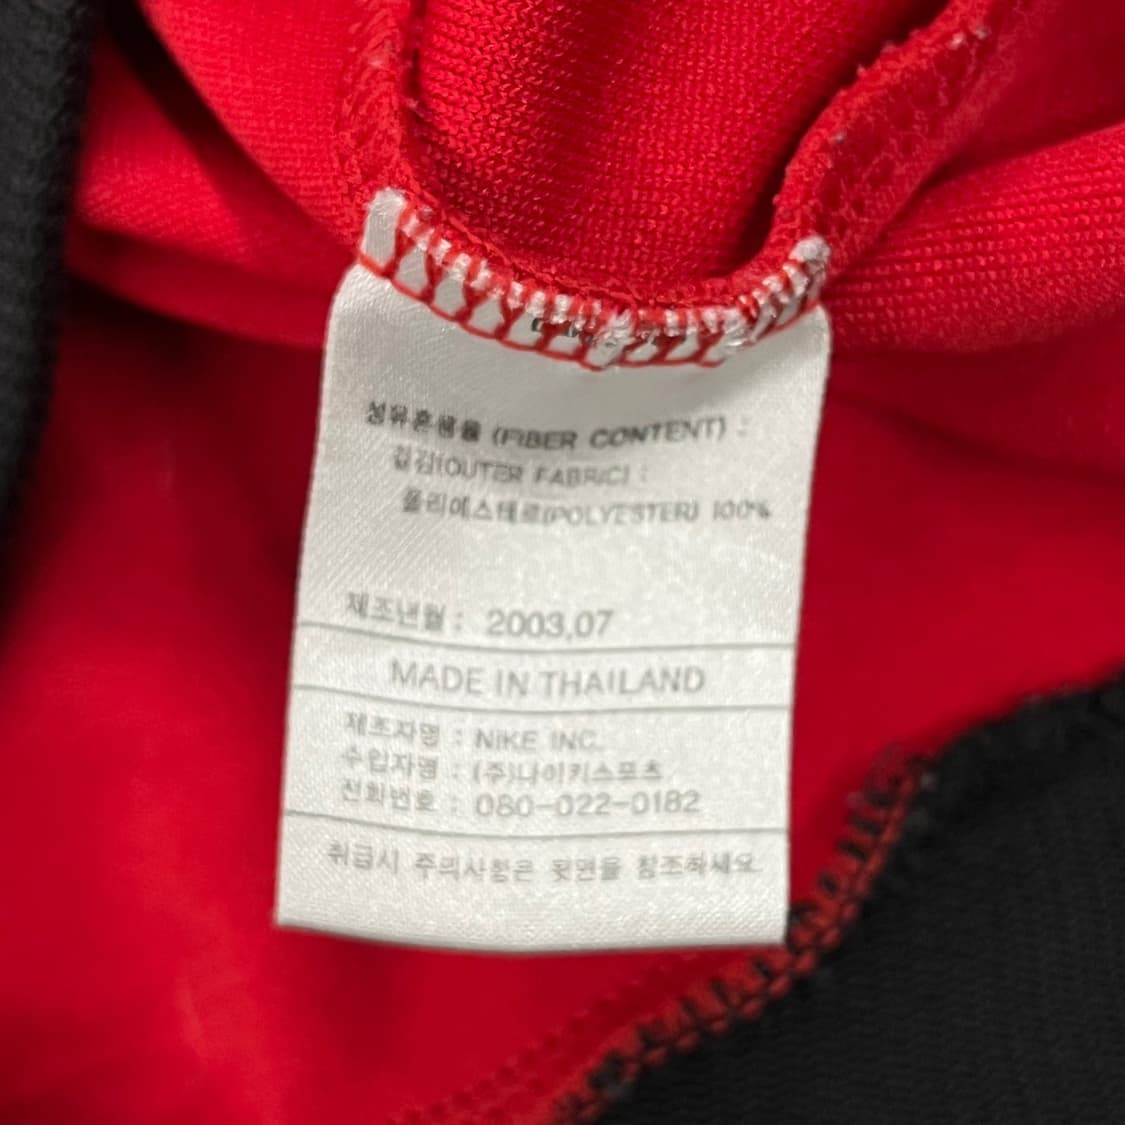 섬유혼용율 (FIBER CONTENT) :
겉감(OUTER FABRIC) :
폴리에스테르(POLYESTER) 100%
제조년월 : 2003,07
MADE IN THAILAND
제조자명 : NIKE INC.
수입자명 : (주)나이키스포츠
전화번호 : 080-022-0182
취급시 주의사항은 뒷면을 참조하세요.